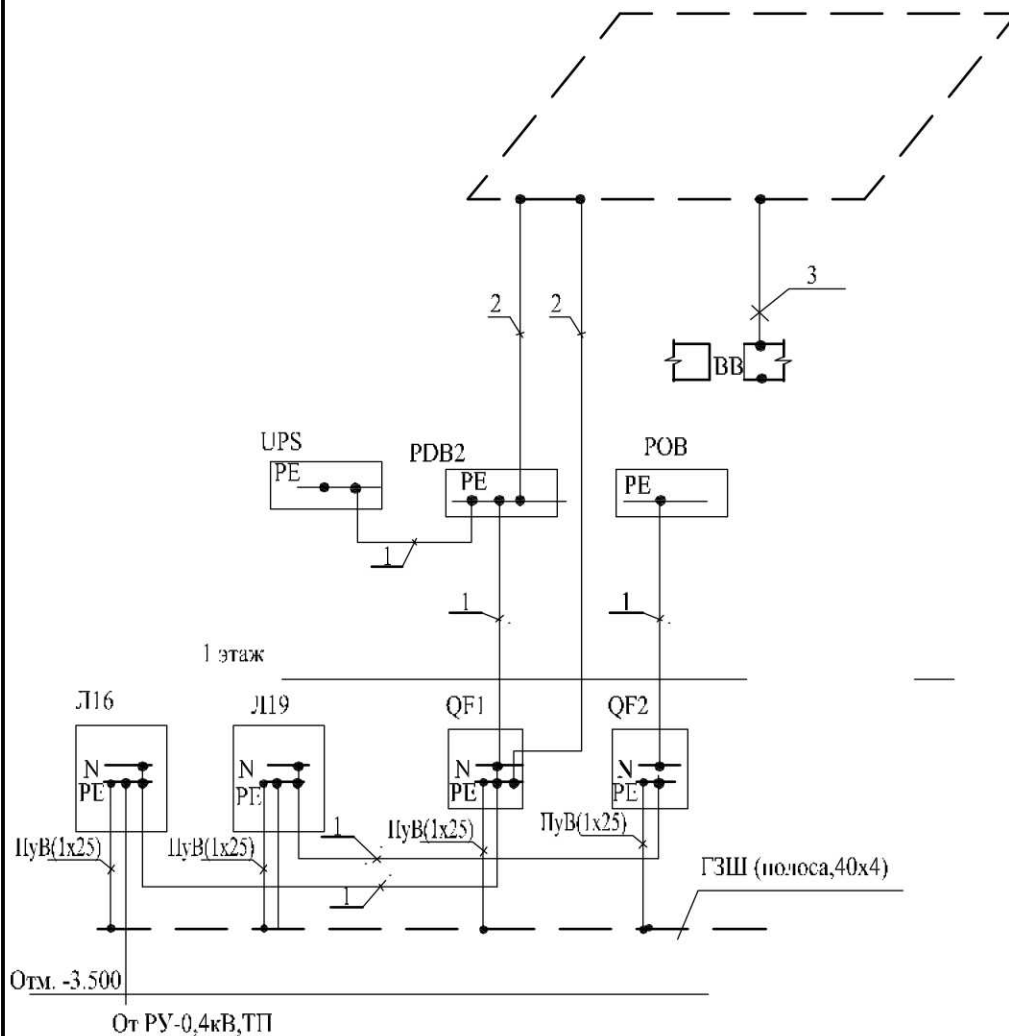 3
2
2
ВВ
UPS
PDB2
РОВ
PE
PE
PE
1
1
1
1 этаж
Л16
Л19
QF1
QF2
N
N
N
N
PE
PE
PE
PE
ПуВ(1х25)
ПуВ(1х25)
ПуВ(1х25)
ПуВ(1х25)
1
1
ГЗШ (полоса,40х4)
Отм. -3.500
От РУ-0,4кВ,ТП